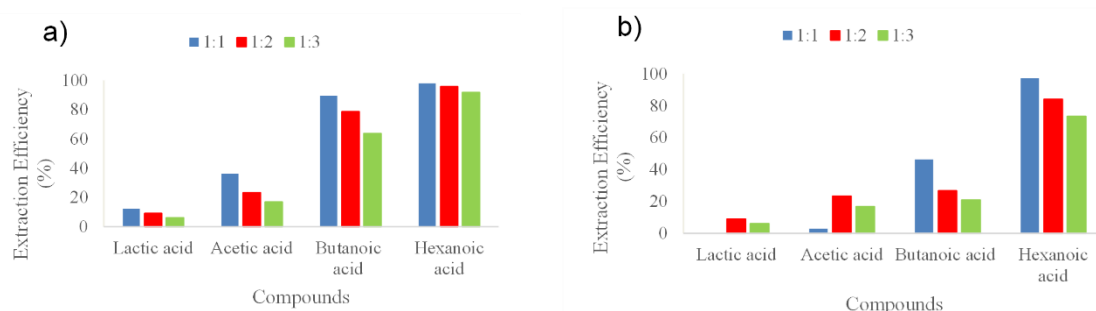 a)
1:1 1:2 1:3
Extraction Efficiency
(%)
100
80
60
40
20
0
Lactic acid Acetic acid Butanoic Hexanoic
acid acid
Compounds
b)
1:1 1:2 1:3
Extraction Efficiency
(%)
100
80
60
40
20
0
Lactic acid Acetic acid Butanoic acid Hexanoic
acid
Compounds